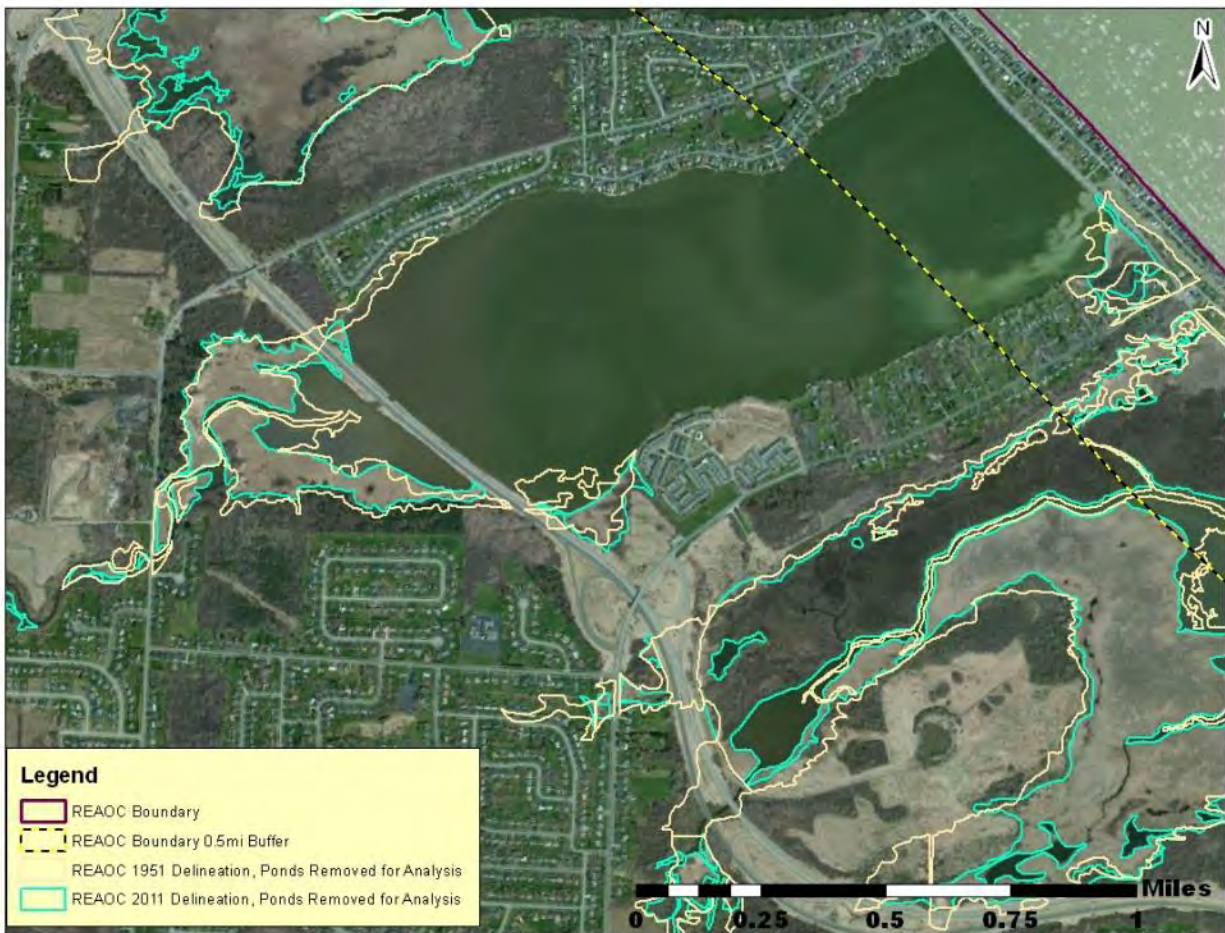 N
Legend
REAOC Boundary
REAOC Boundary 0.5mi Buffer
REAOC 1951 Delineation, Ponds Removed for Analysis
REAOC 2011 Delineation, Ponds Removed for Analysis
Miles
0 0.25 0.5 0.75 1